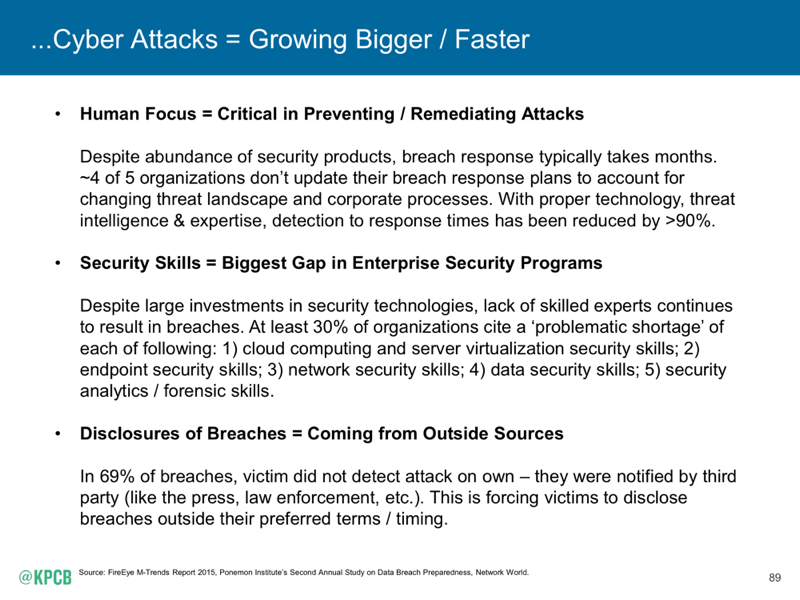 ...Cyber Attacks = Growing Bigger / Faster
• Human Focus = Critical in Preventing / Remediating Attacks
Despite abundance of security products, breach response typically takes months.
~4 of 5 organizations don’t update their breach response plans to account for
changing threat landscape and corporate processes. With proper technology, threat
intelligence & expertise, detection to response times has been reduced by >90%.
• Security Skills = Biggest Gap in Enterprise Security Programs
Despite large investments in security technologies, lack of skilled experts continues
to result in breaches. At least 30% of organizations cite a ‘problematic shortage’ of
each of following: 1) cloud computing and server virtualization security skills; 2)
endpoint security skills; 3) network security skills; 4) data security skills; 5) security
analytics / forensic skills.
• Disclosures of Breaches = Coming from Outside Sources
In 69% of breaches, victim did not detect attack on own – they were notified by third
party (like the press, law enforcement, etc.). This is forcing victims to disclose
breaches outside their preferred terms / timing.
@KPCB
Source: FireEye M-Trends Report 2015, Ponemon Institute’s Second Annual Study on Data Breach Preparedness, Network World.
89